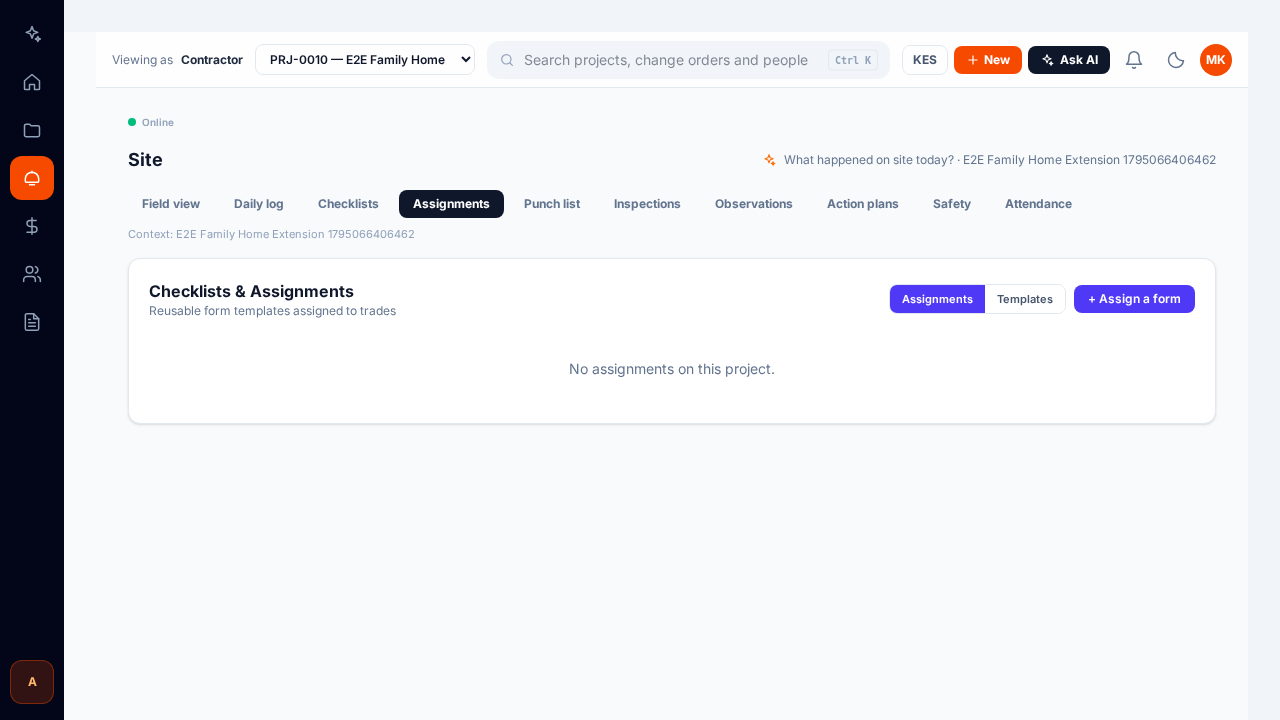 Viewing as Contractor PRJ-0010 — E2E Family Home Search projects, change orders and people Ctrl K KES + New Ask AI MK
Online
Site What happened on site today? · E2E Family Home Extension 1795066406462
Field view Daily log Checklists Assignments Punch list Inspections Observations Action plans Safety Attendance
Context: E2E Family Home Extension 1795066406462
Checklists & Assignments Assignments Templates + Assign a form
Reusable form templates assigned to trades
No assignments on this project.
A